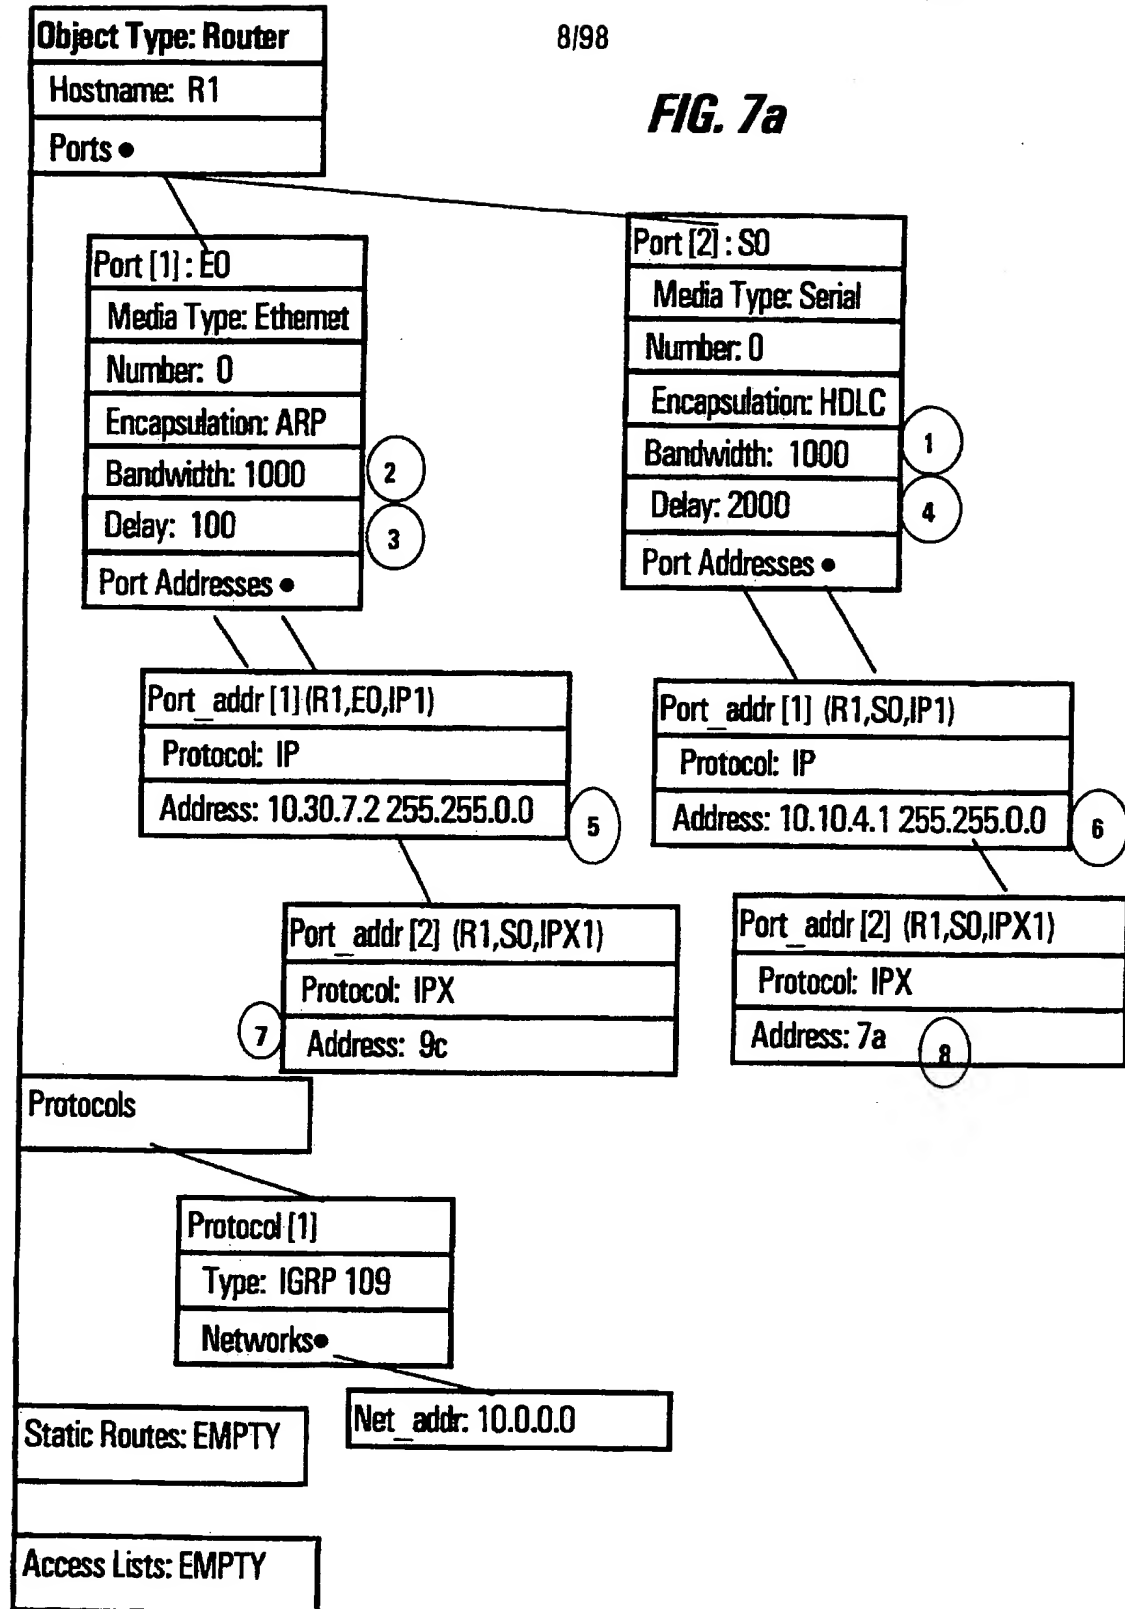 8/98
FIG. 7a
Object Type: Router
Hostname: R1
Ports •
Port [1] : E0
Media Type: Ethernet
Number: 0
Encapsulation: ARP
Bandwidth: 1000
2
Delay: 100
3
Port Addresses •
Port [2] : S0
Media Type: Serial
Number: 0
Encapsulation: HDLC
1
Bandwidth: 1000
Delay: 2000
4
Port Addresses •
Port_addr [1] (R1,E0,IP1)
Protocol: IP
Address: 10.30.7.2 255.255.0.0
5
Port_addr [1] (R1,S0,IP1)
Protocol: IP
Address: 10.10.4.1 255.255.0.0
6
Port_addr [2] (R1,S0,IPX1)
Protocol: IPX
7
Address: 9c
Port_addr [2] (R1,S0,IPX1)
Protocol: IPX
Address: 7a
8
Protocols
Protocol [1]
Type: IGRP 109
Networks•
Net_addr: 10.0.0.0
Static Routes: EMPTY
Access Lists: EMPTY